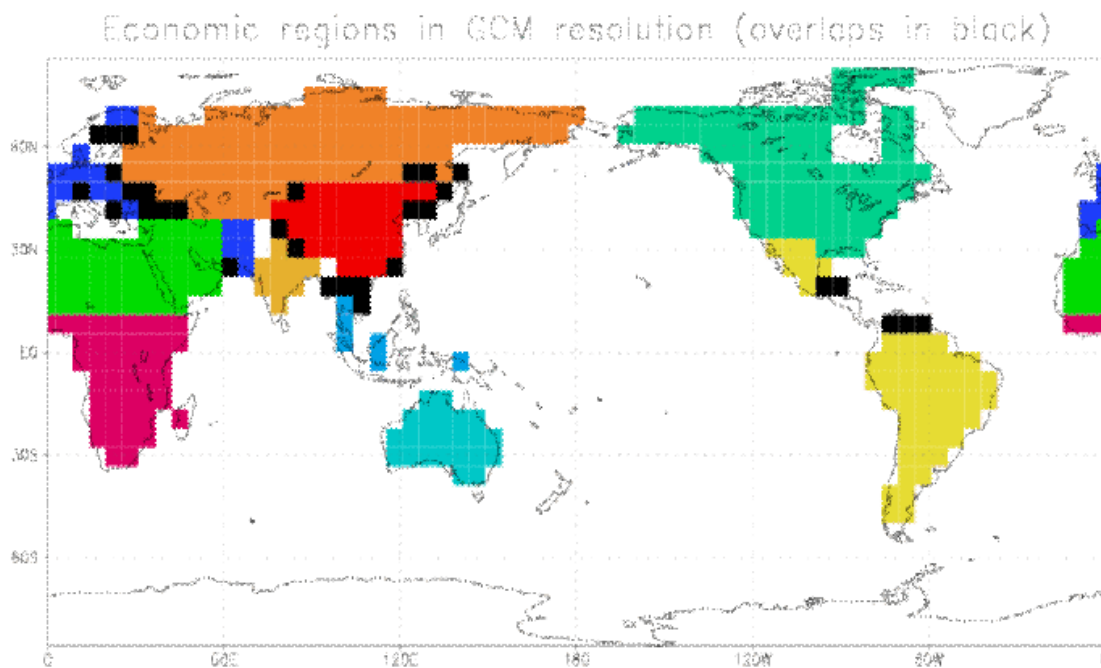 Economic regions in GCM resolution (overlaps in black)
60N
30N
EQ
30S
60S
0 60E 120E 180 120W 60W